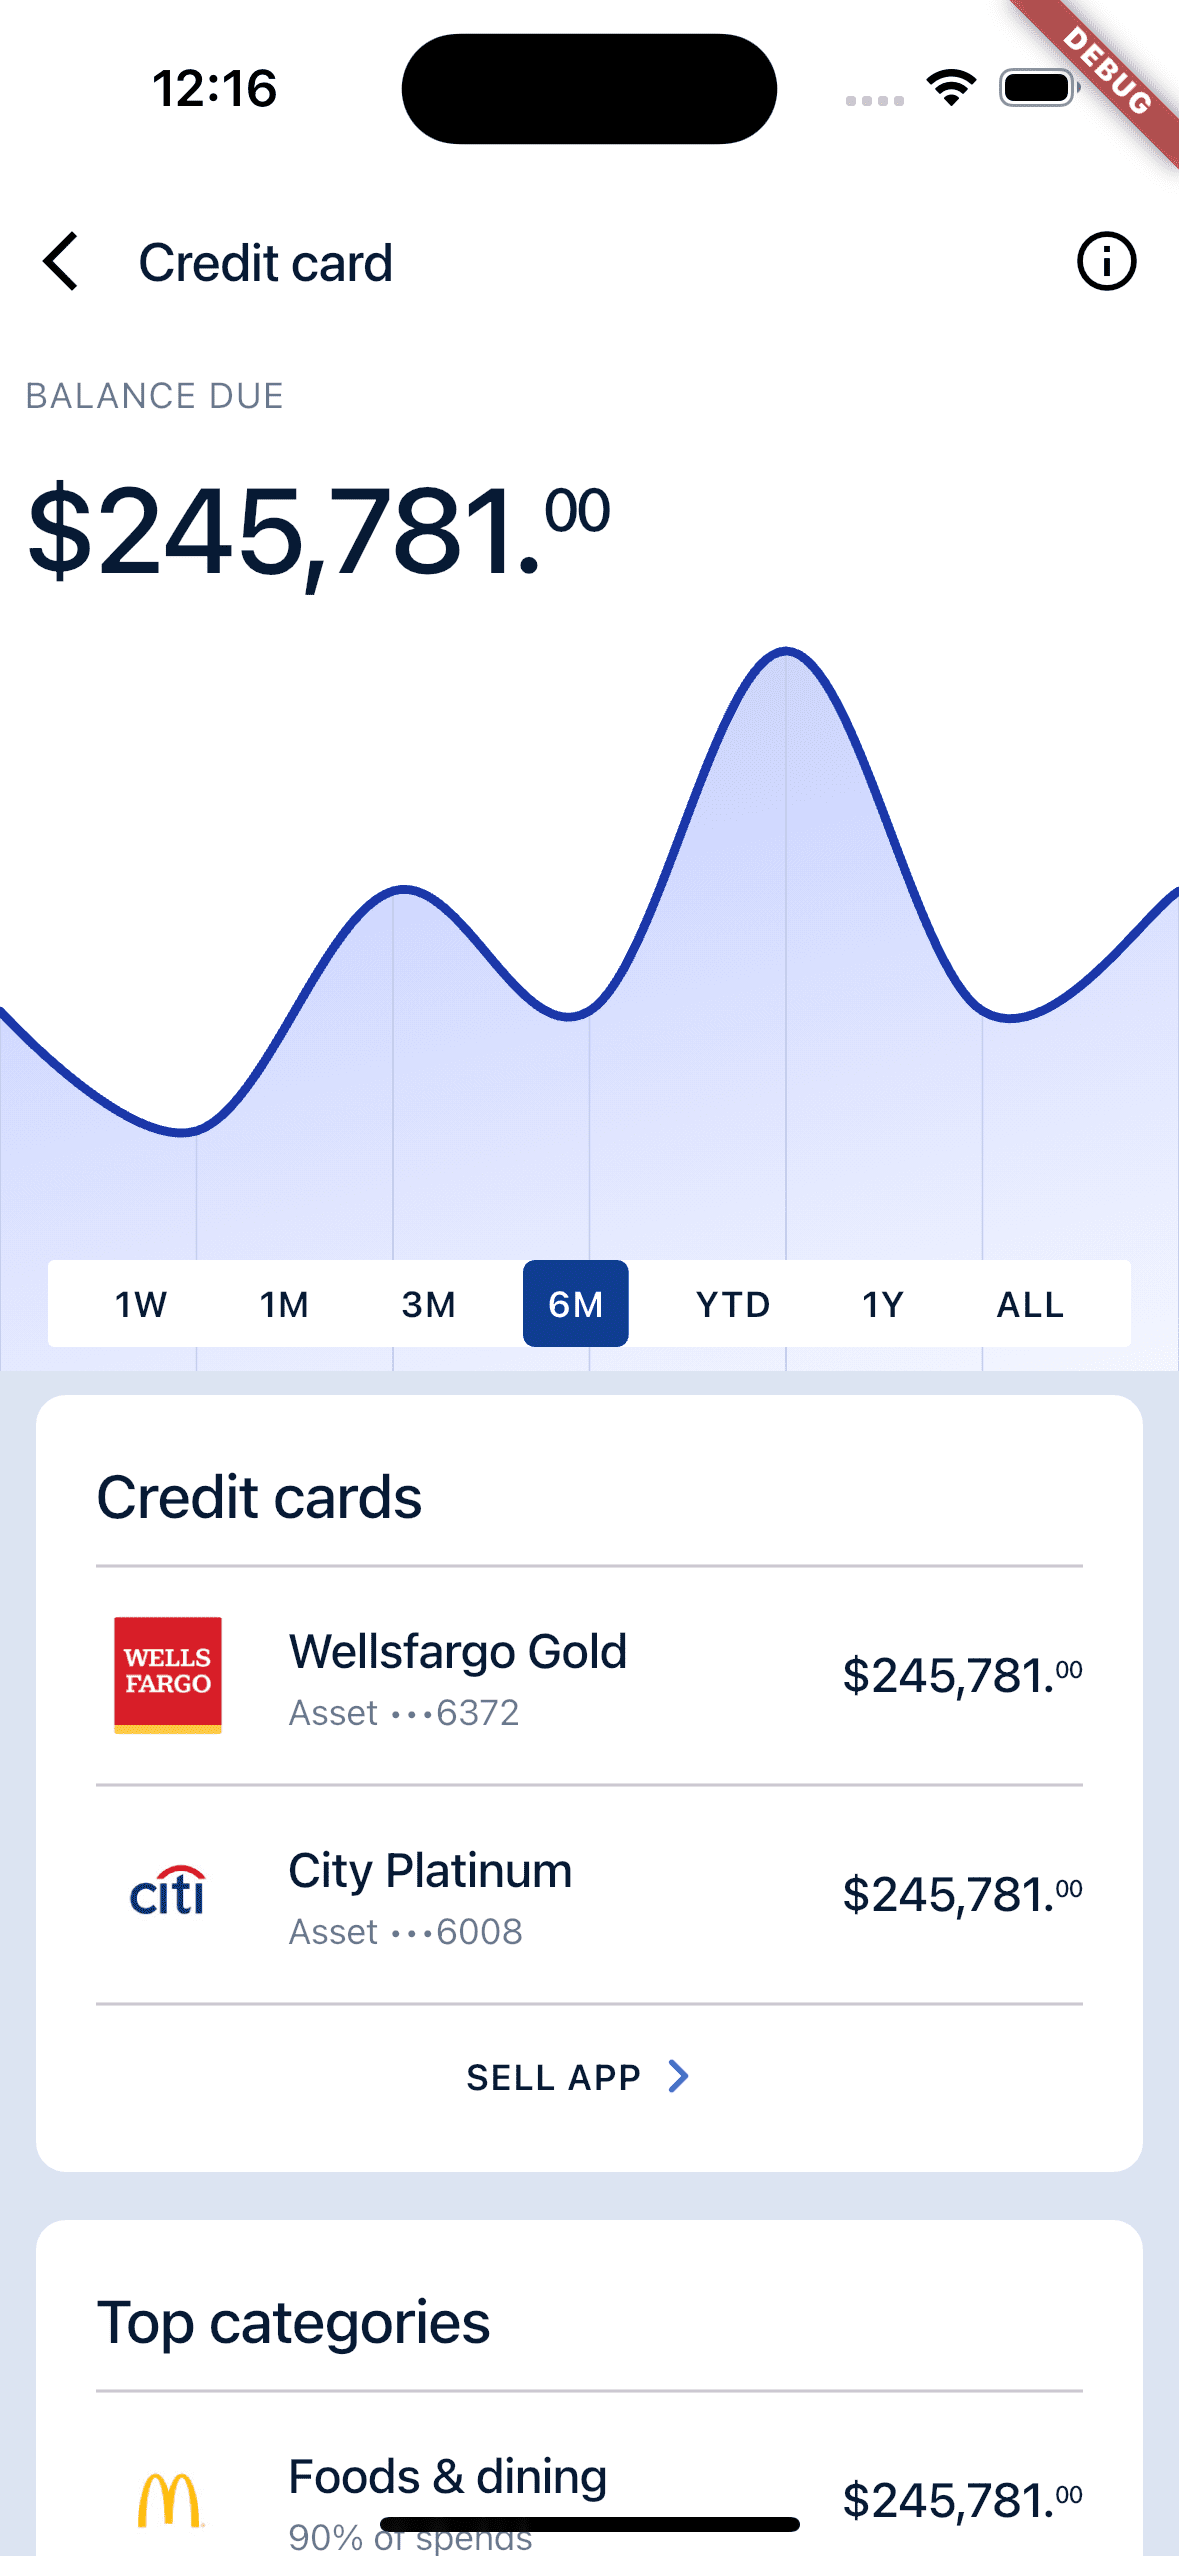 12:16
DEBUG
Credit card
BALANCE DUE
$245,781.00
1W 1M 3M 6M YTD 1Y ALL
Credit cards
WELLS
FARGO
Wellsfargo Gold
Asset •••6372
$245,781.00
citi
City Platinum
Asset •••6008
$245,781.00
SELL APP
Top categories
Foods & dining
$245,781.00
90% of spends